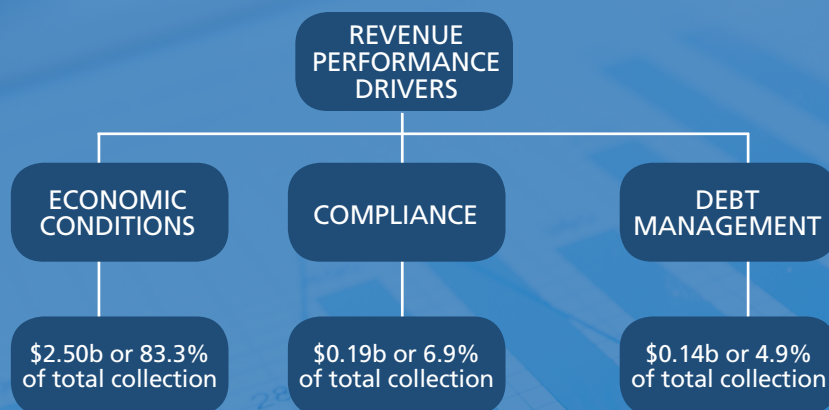 REVENUE
PERFORMANCE
DRIVERS
ECONOMIC
CONDITIONS
COMPLIANCE
DEBT
MANAGEMENT
$2.50b or 83.3%
of total collection
$0.19b or 6.9%
of total collection
$0.14b or 4.9%
of total collection